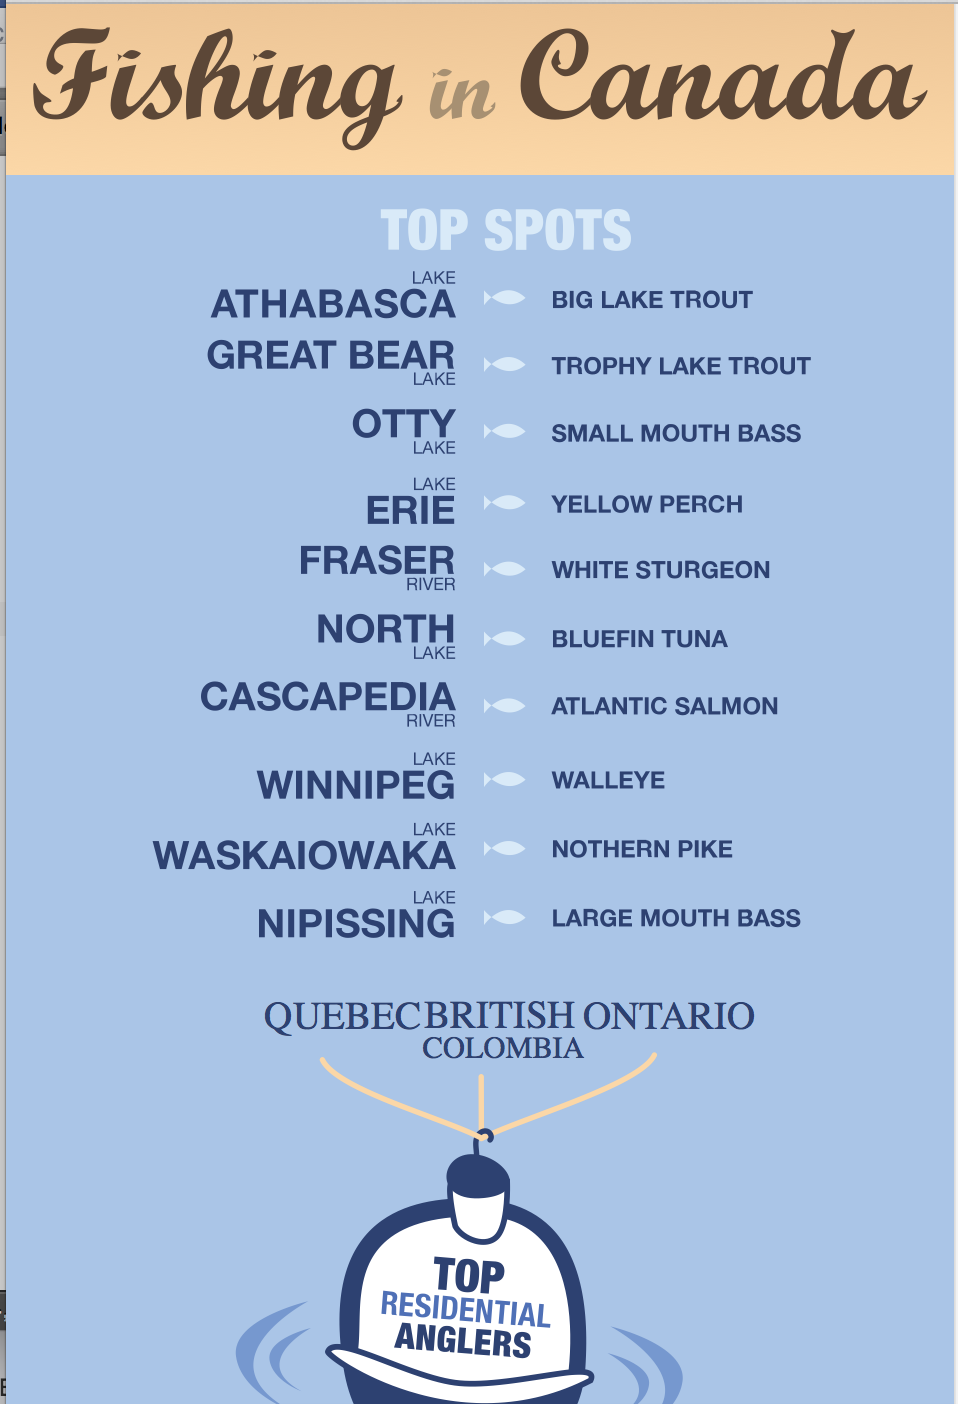 Fishing in Canada
TOP SPOTS
LAKE
ATHABASCA
BIG LAKE TROUT
GREAT BEAR
LAKE
TROPHY LAKE TROUT
OTTY
LAKE
SMALL MOUTH BASS
LAKE
ERIE
YELLOW PERCH
FRASER
RIVER
WHITE STURGEON
NORTH
LAKE
BLUEFIN TUNA
CASCAPEDIA
RIVER
ATLANTIC SALMON
LAKE
WINNIPEG
WALLEYE
LAKE
WASKAIOWAKA
NOTHERN PIKE
LAKE
NIPISSING
LARGE MOUTH BASS
QUEBEC BRITISH ONTARIO
COLOMBIA
TOP
RESIDENTIAL
ANGLERS